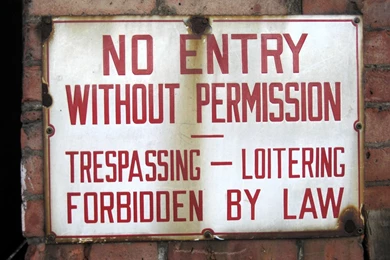 NO ENTRY
WITHOUT PERMISSION
—
TRESPASSING — LOITERING
FORBIDDEN BY LAW